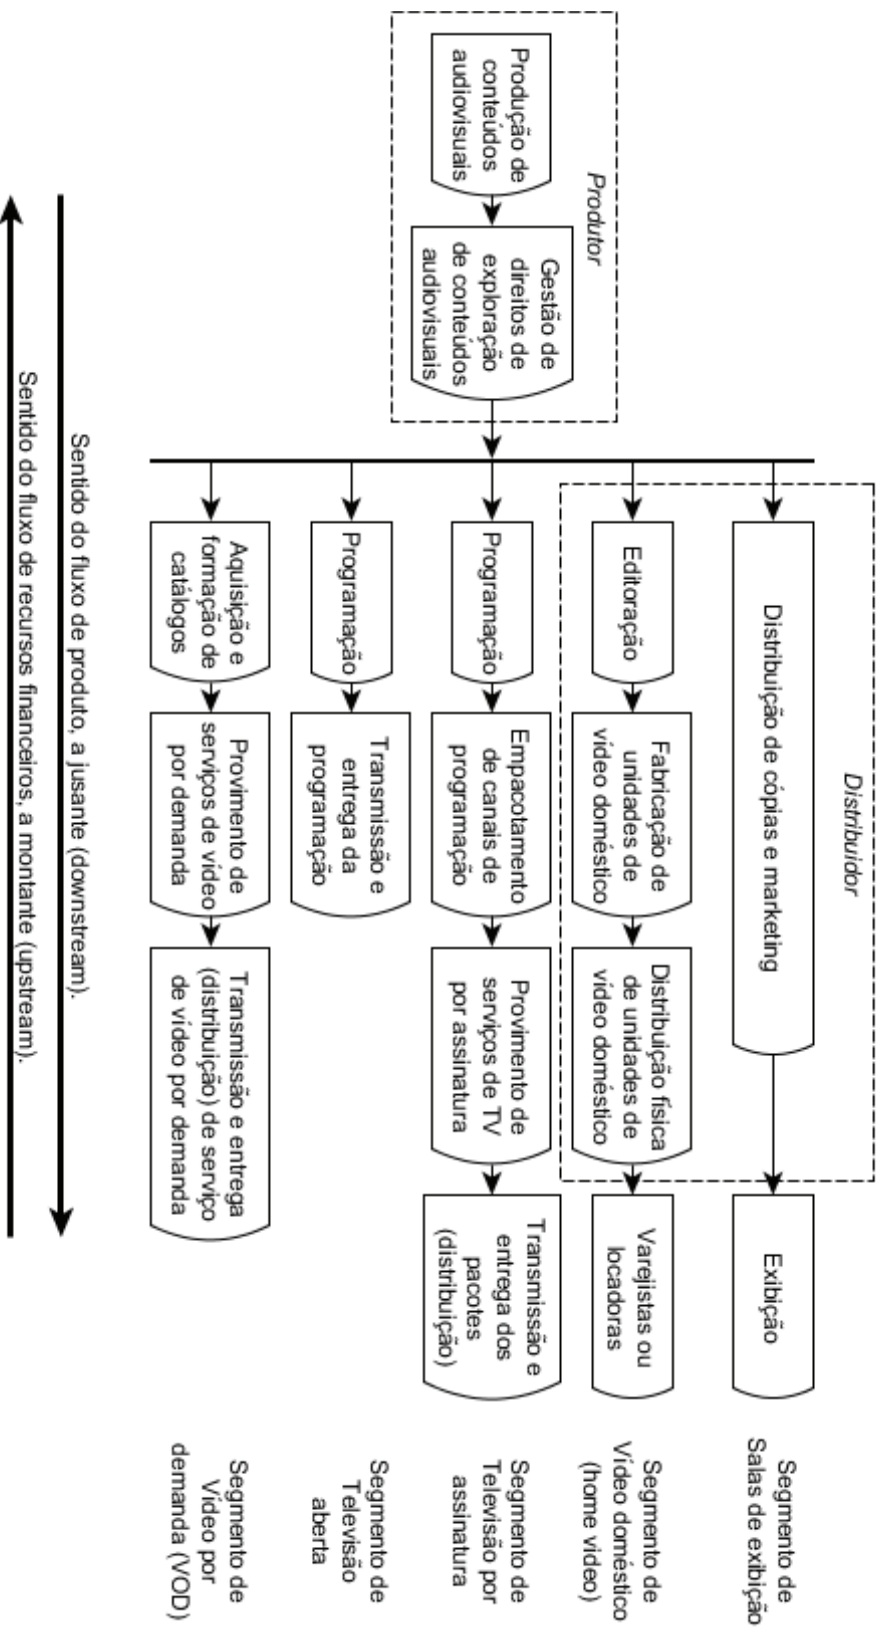 Produtor
Produção de
conteúdos
audiovisuais
Gestão de
direitos de
exploração
de conteúdos
audiovisuais
Distribuidor
Distribuição de cópias e marketing
Exibição
Segmento de
Salas de exibição
Editoração
Fabricação de
unidades de
vídeo doméstico
Distribuição física
de unidades de
vídeo doméstico
Varejistas ou
locadoras
Segmento de
Vídeo doméstico
(home video)
Programação
Empacotamento
de canais de
programação
Provimento de
serviços de TV
por assinatura
Transmissão e
entrega dos
pacotes
(distribuição)
Segmento de
Televisão por
assinatura
Programação
Transmissão e
entrega da
programação
Segmento de
Televisão
aberta
Aquisição e
formação de
catálogos
Provimento de
serviços de vídeo
por demanda
Transmissão e entrega
(distribuição) de serviço
de vídeo por demanda
Segmento de
Vídeo por
demanda (VOD)
Sentido do fluxo de produto, a jusante (downstream).
Sentido do fluxo de recursos financeiros, a montante (upstream).